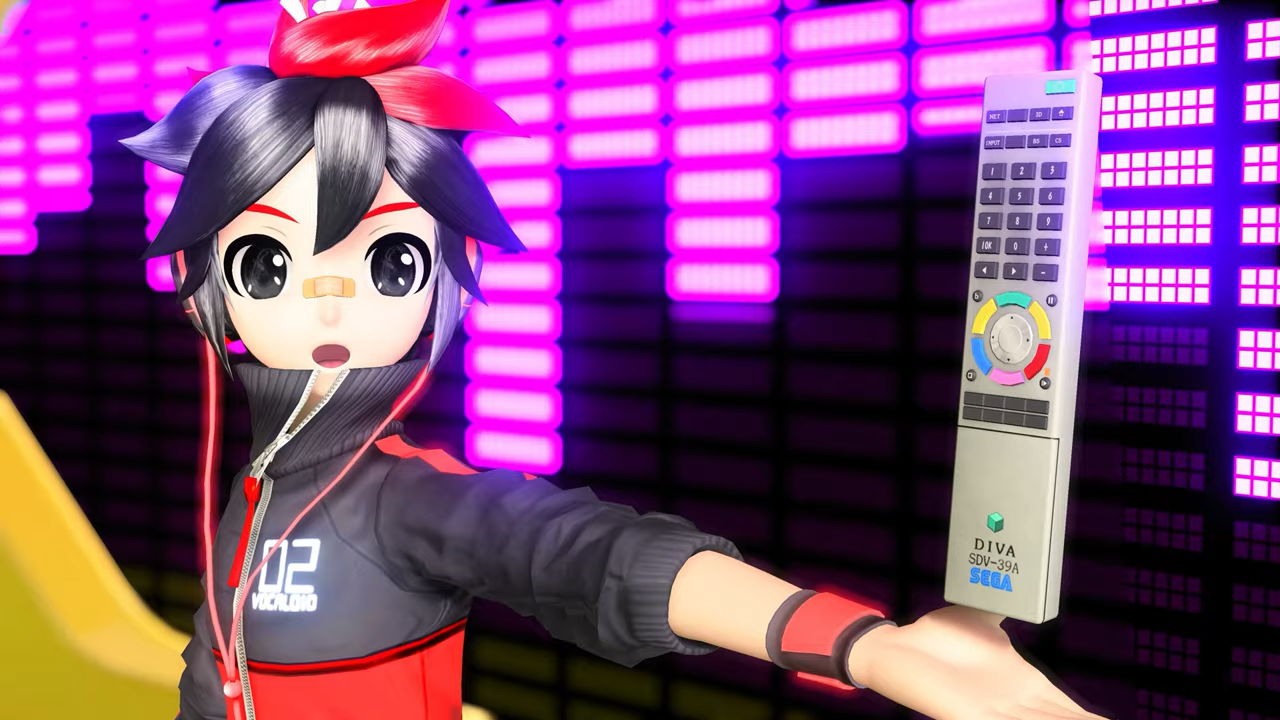 02
VOCALOID
NET 3D
INPUT BS CS
1 2 3
4 5 6
7 8 9
10K 0 +
-
DIVA
SDV-39A
SEGA